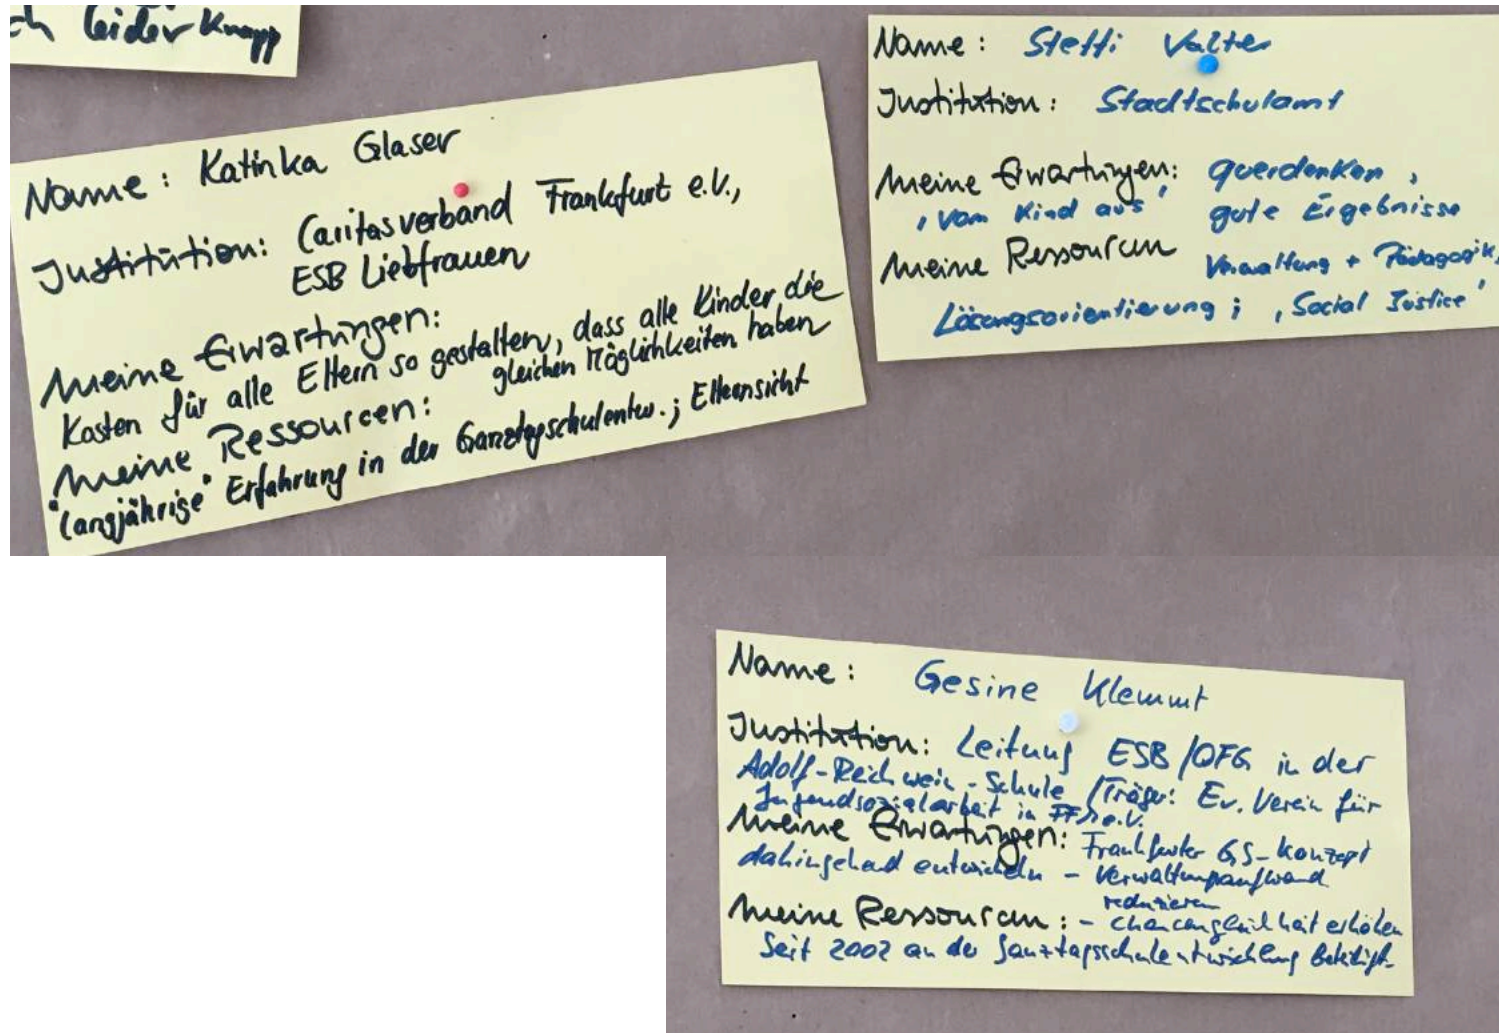 ch leider knapp
Name: Katinka Glaser
Institution: Caritasverband Frankfurt e.V.,
ESB Liebfrauen
Meine Erwartungen:
Kosten für alle Eltern so gestalten, dass alle Kinder die
gleichen Möglichkeiten haben
Meine Ressourcen:
"langjährige" Erfahrung in der Ganztagschulentw.; Elternsicht
Name: Steffi Valter
Institution: Stadtschulamt
Meine Erwartungen: querdenken,
'vom Kind aus', gute Ergebnisse
Meine Ressourcen Verwaltung + Pädagogik,
Lösungsorientierung; 'Social Justice'
Name: Gesine Klemmt
Institution: Leitung ESB/OFG in der
Adolf-Reichwein-Schule /Träger: Ev. Verein für
Jugendsozialarbeit in FFM e.V.
Meine Erwartungen: Frankfurter GS-Konzept
dahingehend entwickeln - Verwaltungsaufwand
reduzieren
Meine Ressourcen: - Chancengleichheit erhöhen
Seit 2002 an der Ganztagsschulentwicklung beteiligt.